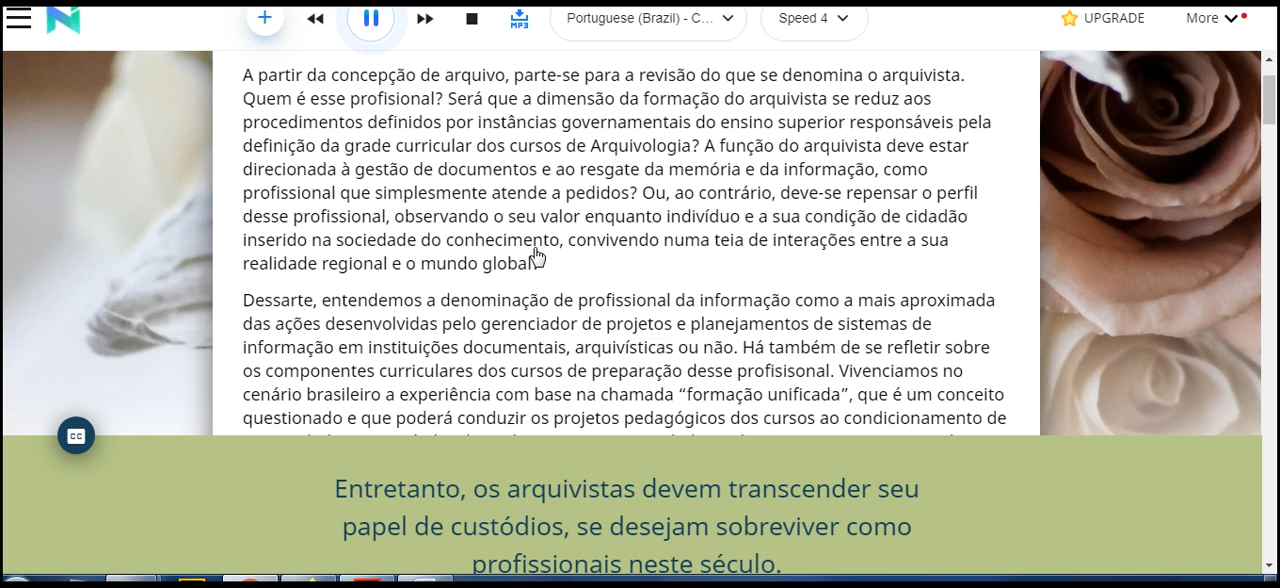 MP3
Portuguese (Brazil) - C...
Speed 4
UPGRADE
More
A partir da concepção de arquivo, parte-se para a revisão do que se denomina o arquivista.
Quem é esse profisional? Será que a dimensão da formação do arquivista se reduz aos
procedimentos definidos por instâncias governamentais do ensino superior responsáveis pela
definição da grade curricular dos cursos de Arquivologia? A função do arquivista deve estar
direcionada à gestão de documentos e ao resgate da memória e da informação, como
profissional que simplesmente atende a pedidos? Ou, ao contrário, deve-se repensar o perfil
desse profissional, observando o seu valor enquanto indivíduo e a sua condição de cidadão
inserido na sociedade do conhecimento, convivendo numa teia de interações entre a sua
realidade regional e o mundo global.
Dessarte, entendemos a denominação de profissional da informação como a mais aproximada
das ações desenvolvidas pelo gerenciador de projetos e planejamentos de sistemas de
informação em instituições documentais, arquivísticas ou não. Há também de se refletir sobre
os componentes curriculares dos cursos de preparação desse profisisonal. Vivenciamos no
cenário brasileiro a experiência com base na chamada “formação unificada”, que é um conceito
questionado e que poderá conduzir os projetos pedagógicos dos cursos ao condicionamento de
CC
Entretanto, os arquivistas devem transcender seu
papel de custódios, se desejam sobreviver como
profissionais neste século.